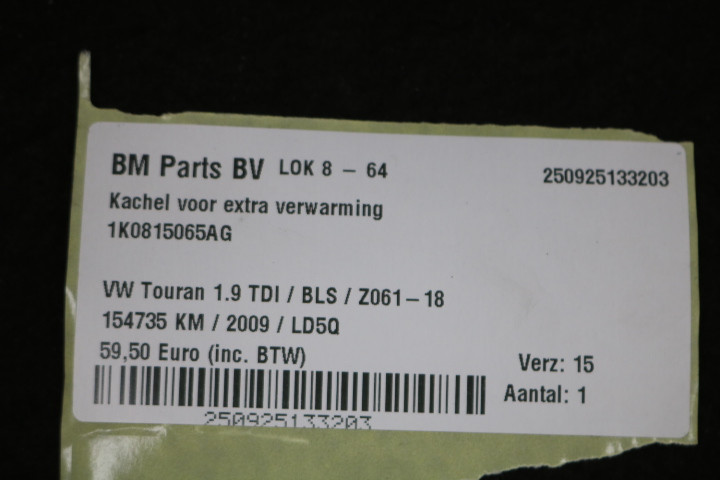 BM Parts BV LOK 8 – 64 250925133203
Kachel voor extra verwarming
1K0815065AG
VW Touran 1.9 TDI / BLS / Z061-18
154735 KM / 2009 / LD5Q
59,50 Euro (inc. BTW)
Verz: 15
Aantal: 1
250925133203